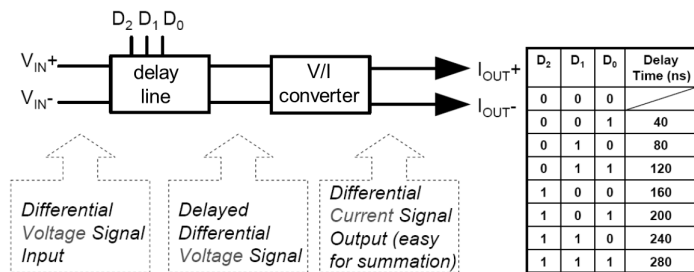 D2 D1 D0
VIN+
VIN-
delay
line
V/I
converter
IOUT+
IOUT-
Differential
Voltage Signal
Input
Delayed
Differential
Voltage Signal
Differential
Current Signal
Output (easy
for summation)
D2 D1 D0 Delay Time (ns)
0 0 0
0 0 1 40
0 1 0 80
0 1 1 120
1 0 0 160
1 0 1 200
1 1 0 240
1 1 1 280